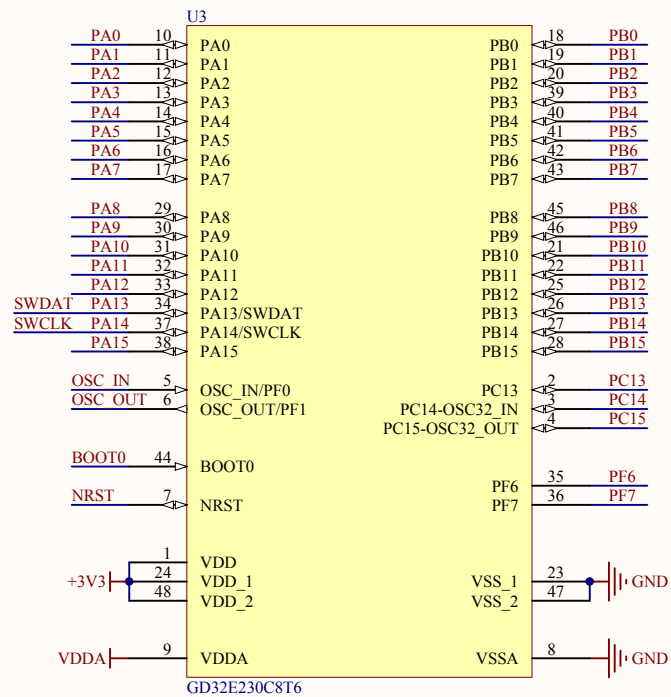 U3
PA0 10 PA0 PB0 18 PB0
PA1 11 PA1 PB1 19 PB1
PA2 12 PA2 PB2 20 PB2
PA3 13 PA3 PB3 39 PB3
PA4 14 PA4 PB4 40 PB4
PA5 15 PA5 PB5 41 PB5
PA6 16 PA6 PB6 42 PB6
PA7 17 PA7 PB7 43 PB7
PA8 29 PA8 PB8 45 PB8
PA9 30 PA9 PB9 46 PB9
PA10 31 PA10 PB10 21 PB10
PA11 32 PA11 PB11 22 PB11
PA12 33 PA12 PB12 25 PB12
SWDAT PA13 34 PA13/SWDAT PB13 26 PB13
SWCLK PA14 37 PA14/SWCLK PB14 27 PB14
PA15 38 PA15 PB15 28 PB15
OSC_IN 5 OSC_IN/PF0 PC13 2 PC13
OSC_OUT 6 OSC_OUT/PF1 PC14-OSC32_IN 3 PC14
PC15-OSC32_OUT 4 PC15
BOOT0 44 BOOT0
PF6 35 PF6
NRST 7 NRST PF7 36 PF7
1 VDD
+3V3 24 VDD_1 VSS_1 23 GND
48 VDD_2 VSS_2 47
VDDA 9 VDDA VSSA 8 GND
GD32E230C8T6